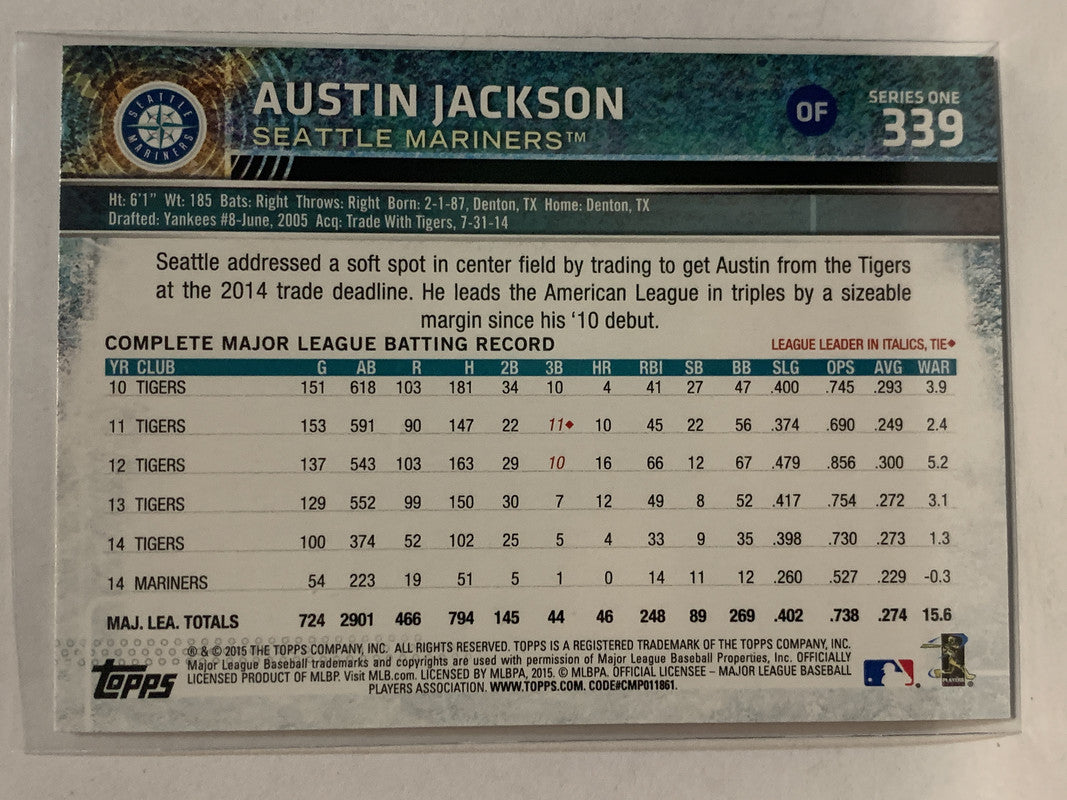 SEATTLE MARINERS
AUSTIN JACKSON
SEATTLE MARINERS™
OF
SERIES ONE
339
Ht: 6'1" Wt: 185 Bats: Right Throws: Right Born: 2-1-87, Denton, TX Home: Denton, TX
Drafted: Yankees #8-June, 2005 Acq: Trade With Tigers, 7-31-14
Seattle addressed a soft spot in center field by trading to get Austin from the Tigers
at the 2014 trade deadline. He leads the American League in triples by a sizeable
margin since his '10 debut.
COMPLETE MAJOR LEAGUE BATTING RECORD LEAGUE LEADER IN ITALICS, TIE◆
YR CLUB G AB R H 2B 3B HR RBI SB BB SLG OPS AVG WAR
10 TIGERS 151 618 103 181 34 10 4 41 27 47 .400 .745 .293 3.9
11 TIGERS 153 591 90 147 22 11◆ 10 45 22 56 .374 .690 .249 2.4
12 TIGERS 137 543 103 163 29 10 16 66 12 67 .479 .856 .300 5.2
13 TIGERS 129 552 99 150 30 7 12 49 8 52 .417 .754 .272 3.1
14 TIGERS 100 374 52 102 25 5 4 33 9 35 .398 .730 .273 1.3
14 MARINERS 54 223 19 51 5 1 0 14 11 12 .260 .527 .229 -0.3
MAJ. LEA. TOTALS 724 2901 466 794 145 44 46 248 89 269 .402 .738 .274 15.6
® & © 2015 THE TOPPS COMPANY, INC. ALL RIGHTS RESERVED. TOPPS IS A REGISTERED TRADEMARK OF THE TOPPS COMPANY, INC.
Major League Baseball trademarks and copyrights are used with permission of Major League Baseball Properties, Inc. OFFICIALLY
LICENSED PRODUCT OF MLBP. Visit MLB.com. LICENSED BY MLBPA, 2015. © MLBPA. OFFICIAL LICENSEE – MAJOR LEAGUE BASEBALL
PLAYERS ASSOCIATION. WWW.TOPPS.COM. CODE#CMP011861.
Topps
PLAYERS